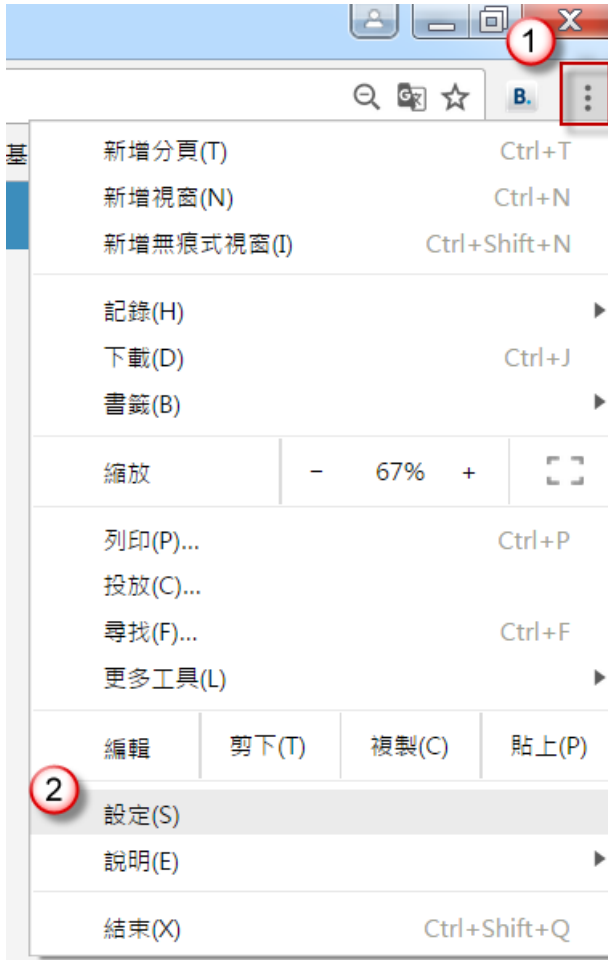 1
B.
基
新增分頁(T) Ctrl+T
新增視窗(N) Ctrl+N
新增無痕式視窗(I) Ctrl+Shift+N
記錄(H)
下載(D) Ctrl+J
書籤(B)
縮放 − 67% +
列印(P)... Ctrl+P
投放(C)...
尋找(F)... Ctrl+F
更多工具(L)
編輯 剪下(T) 複製(C) 貼上(P)
2
設定(S)
說明(E)
結束(X) Ctrl+Shift+Q